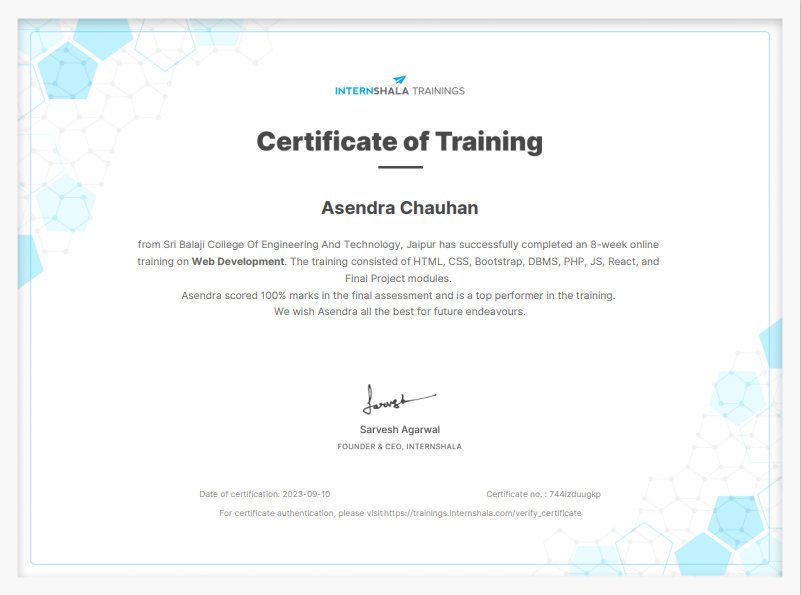 INTERNSHALA TRAININGS
Certificate of Training
Asendra Chauhan
from Sri Balaji College Of Engineering And Technology, Jaipur has successfully completed an 8-week online
training on Web Development. The training consisted of HTML, CSS, Bootstrap, DBMS, PHP, JS, React, and
Final Project modules.
Asendra scored 100% marks in the final assessment and is a top performer in the training.
We wish Asendra all the best for future endeavours.
Sarvesh
Sarvesh Agarwal
FOUNDER & CEO, INTERNSHALA
Date of certification: 2023-09-10
Certificate no. : 744izduugkp
For certificate authentication, please visit https://trainings.internshala.com/verify_certificate